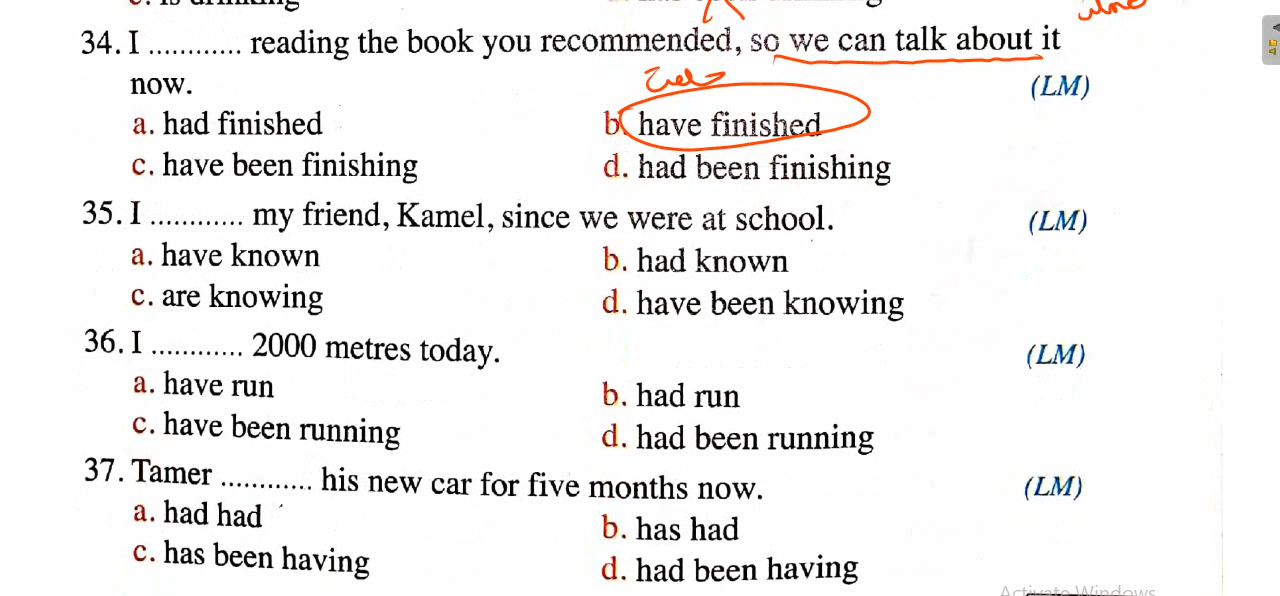 34. I ............ reading the book you recommended, so we can talk about it
now. (LM)
a. had finished b. have finished
c. have been finishing d. had been finishing
35. I ............ my friend, Kamel, since we were at school. (LM)
a. have known b. had known
c. are knowing d. have been knowing
36. I ............ 2000 metres today. (LM)
a. have run b. had run
c. have been running d. had been running
37. Tamer ............ his new car for five months now. (LM)
a. had had b. has had
c. has been having d. had been having